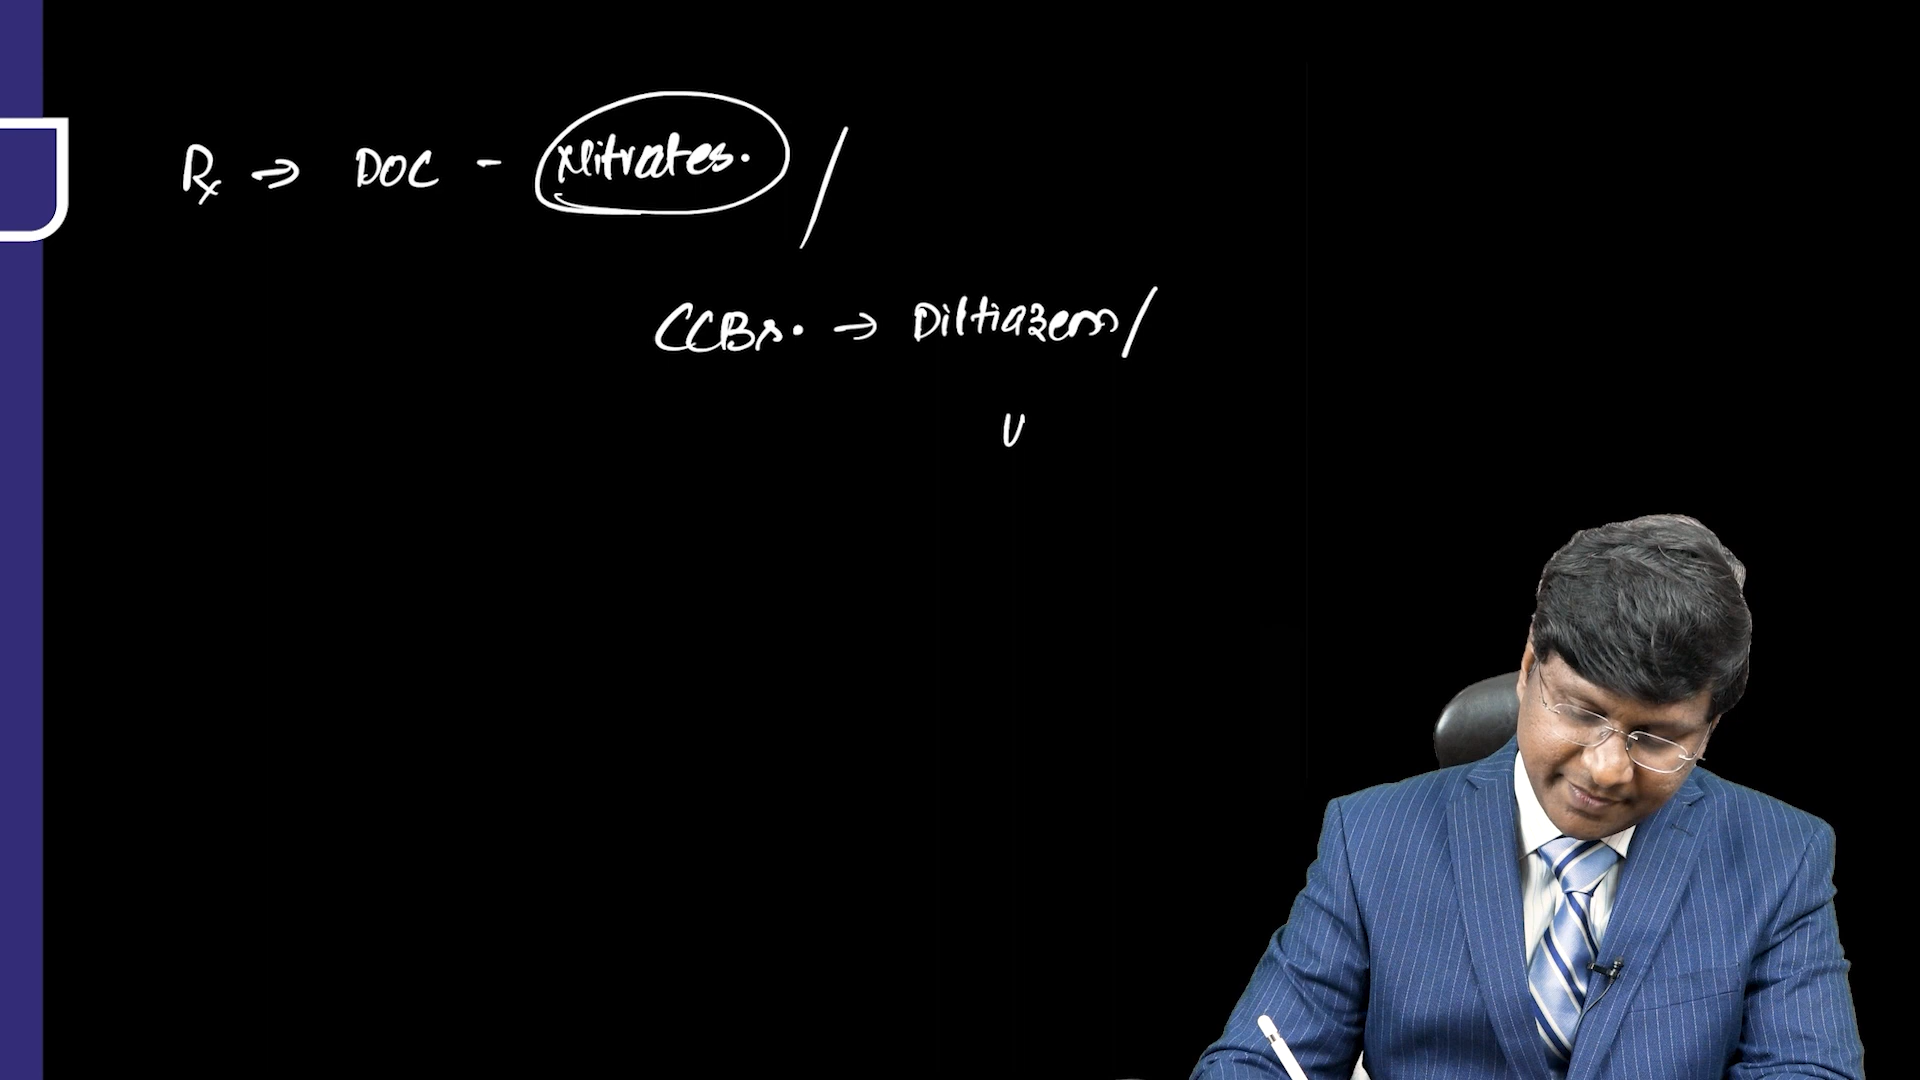 Rx → DOC - Nitrates. /
CCBs. → Diltiazem /
V